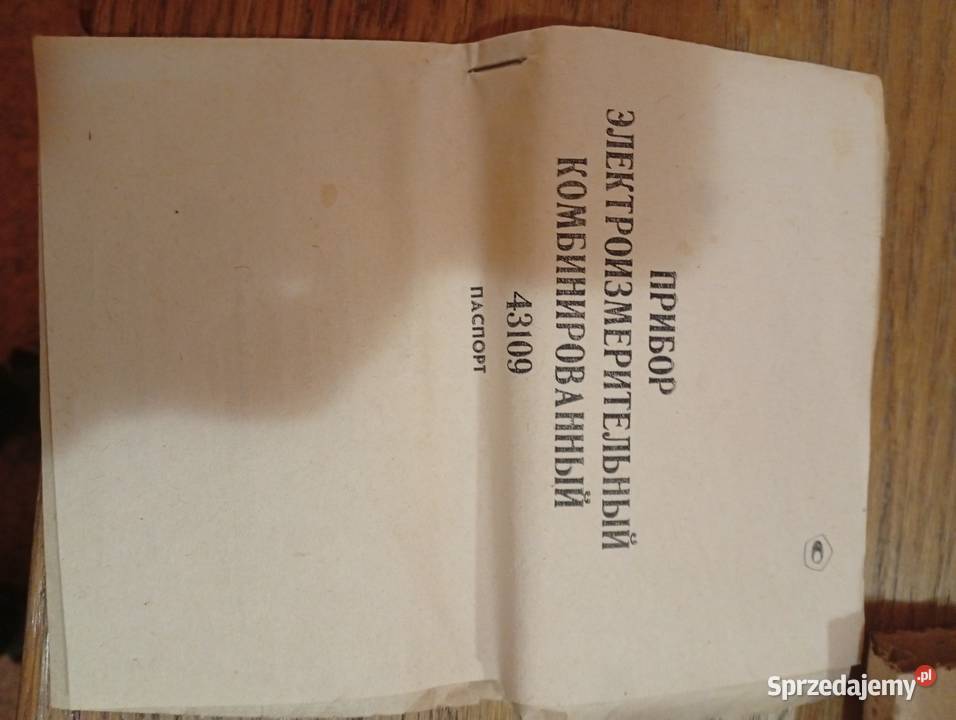 ПРИБОР
ЭЛЕКТРОИЗМЕРИТЕЛЬНЫЙ
КОМБИНИРОВАННЫЙ
43109
ПАСПОРТ
Sprzedajemy.pl